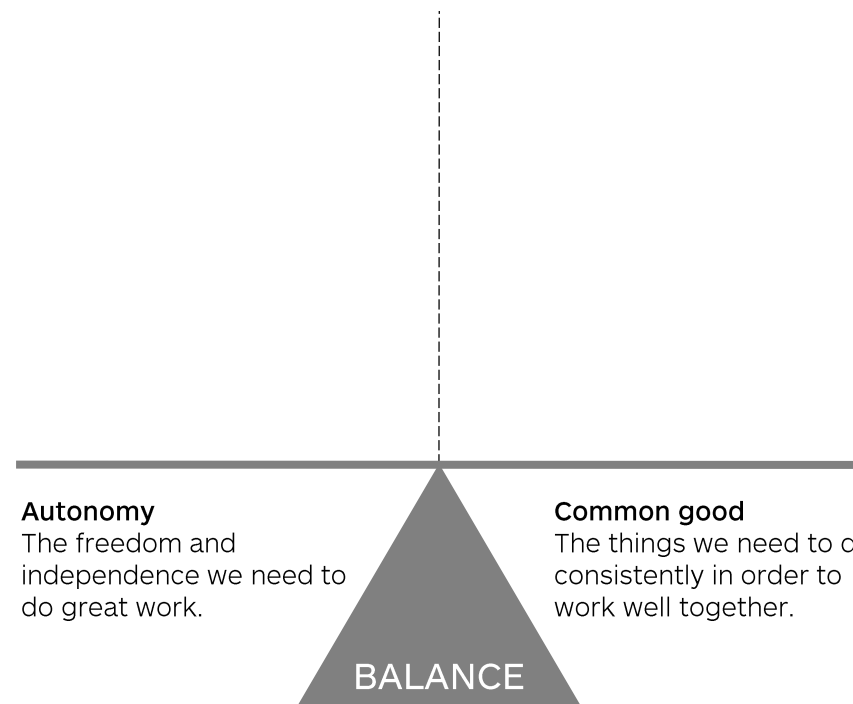 Autonomy
The freedom and
independence we need to
do great work.
Common good
The things we need to
consistently in order to
work well together.
BALANCE